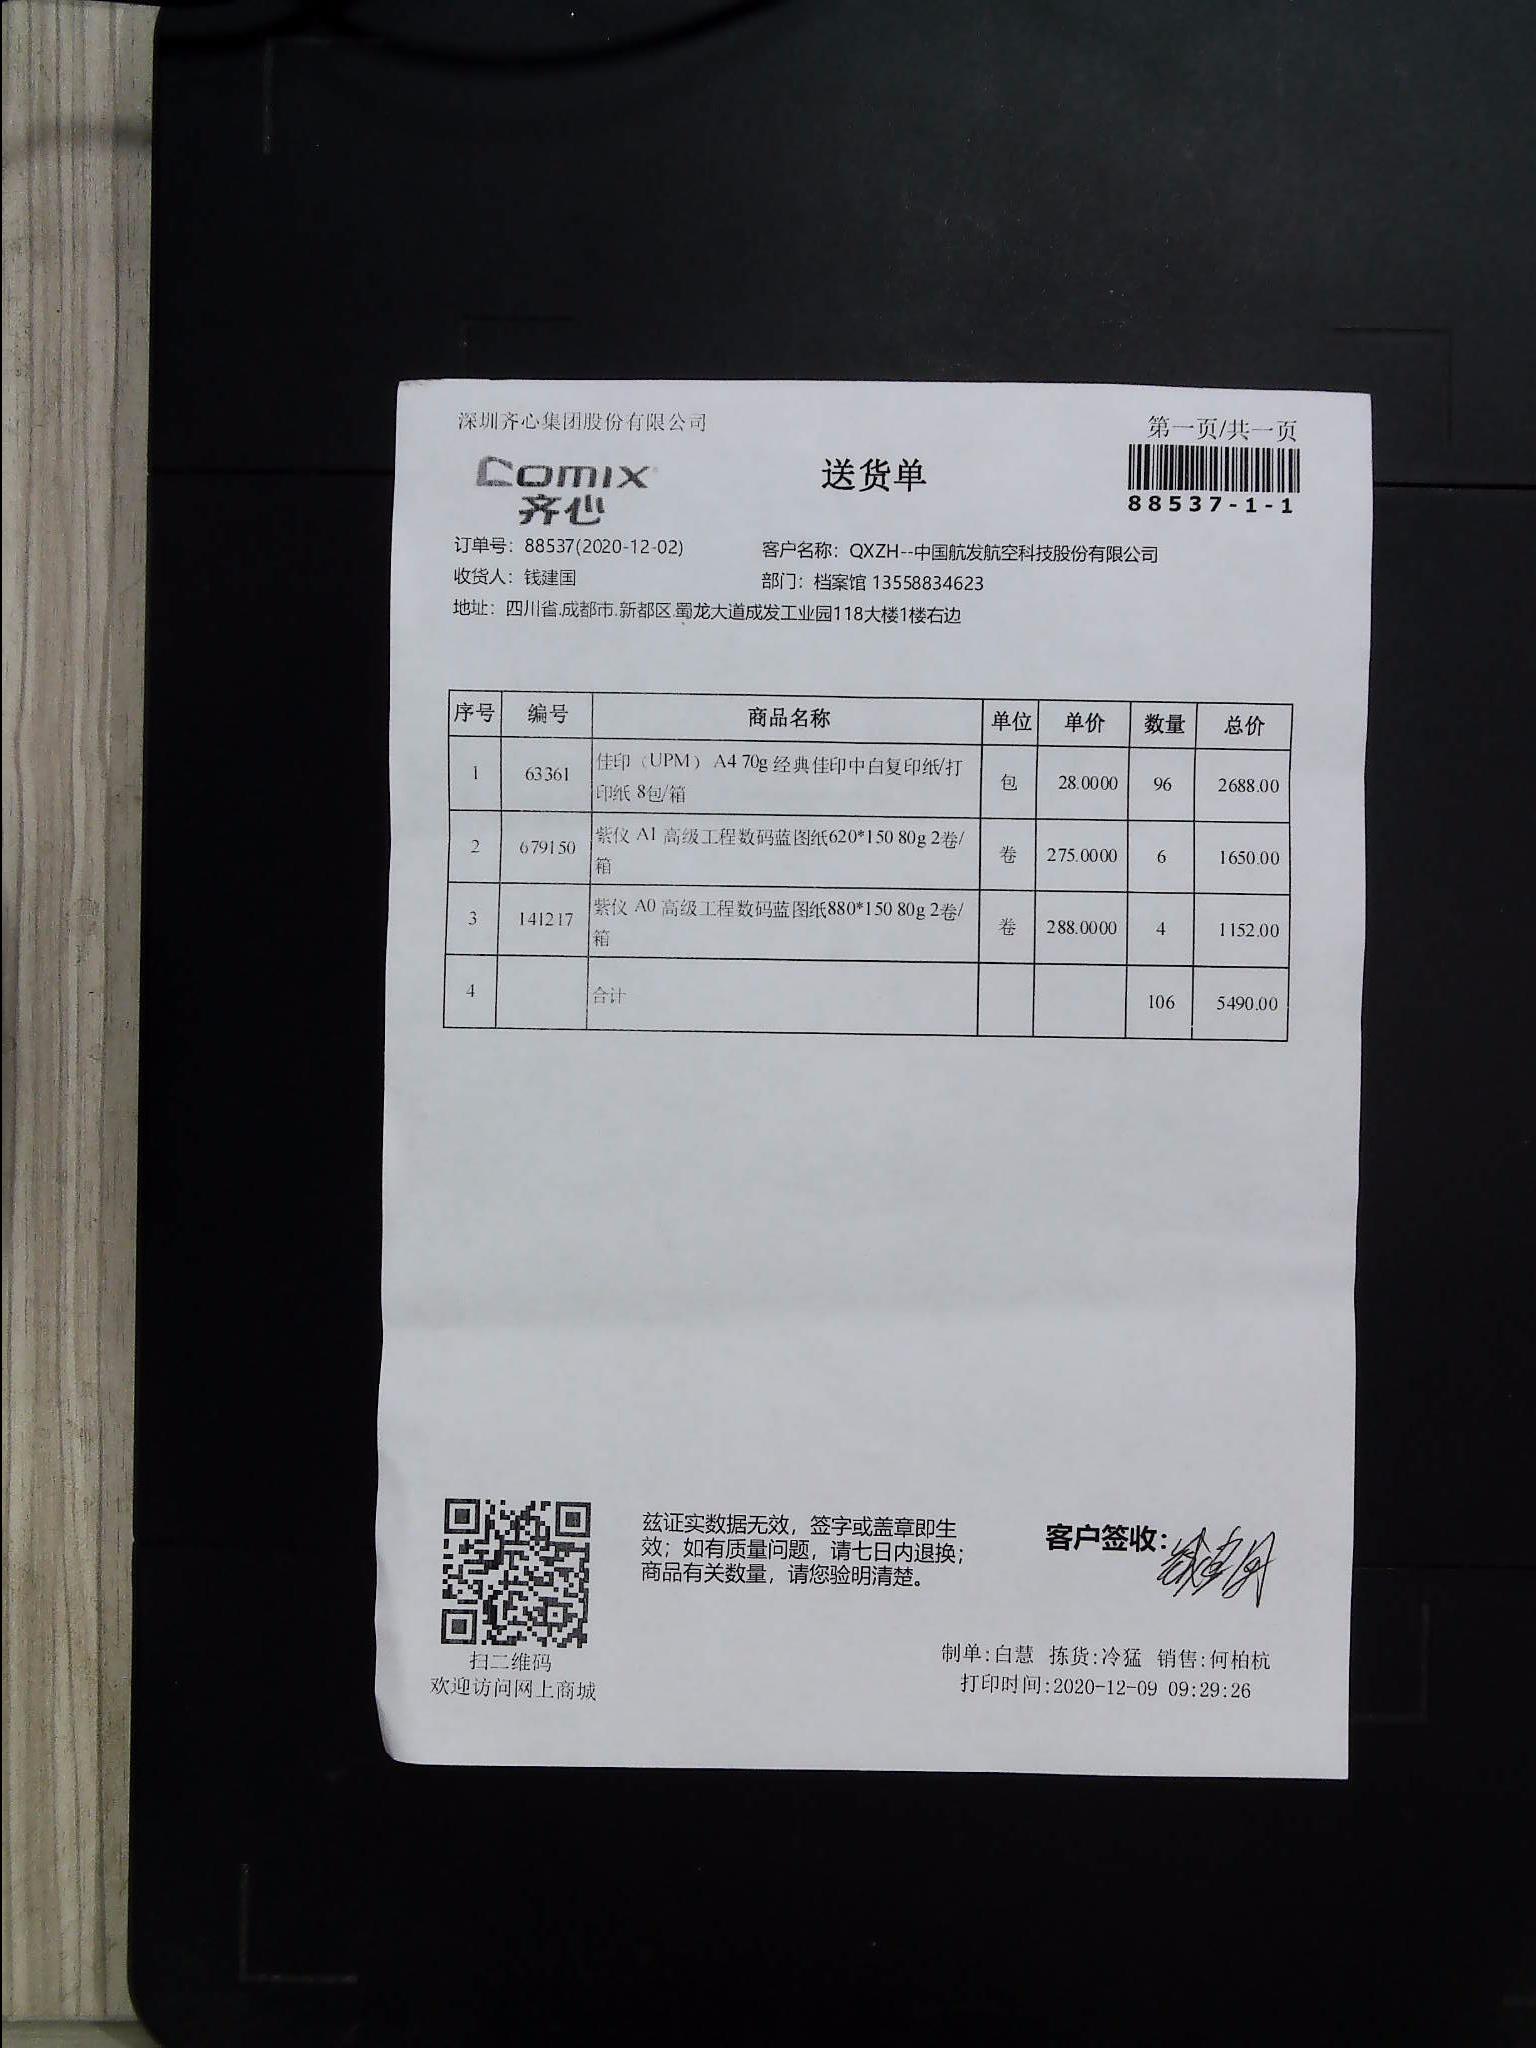 深圳齐心集团股份有限公司
第一页/共一页
comix
齐心
送货单
88537-1-1
订单号：88537(2020-12-02)
客户名称：QXZH--中国航发航空科技股份有限公司
收货人：钱建国
部门：档案馆 13558834623
地址：四川省.成都市.新都区.蜀龙大道成发工业园118大楼1楼右边
序号 编号 商品名称 单位 单价 数量 总价
1 63361 佳印（UPM） A4 70g 经典佳印中白复印纸/打
印纸 8包/箱 包 28.0000 96 2688.00
2 679150 紫仪 A1 高级工程数码蓝图纸620*150 80g 2卷/
箱 卷 275.0000 6 1650.00
3 141217 紫仪 A0 高级工程数码蓝图纸880*150 80g 2卷/
箱 卷 288.0000 4 1152.00
4 合计 106 5490.00
兹证实数据无效，签字或盖章即生
效；如有质量问题，请七日内退换；
商品有关数量，请您验明清楚。
客户签收：钱建国
扫二维码
欢迎访问网上商城
制单:白慧 拣货:冷猛 销售:何柏杭
打印时间:2020-12-09 09:29:26